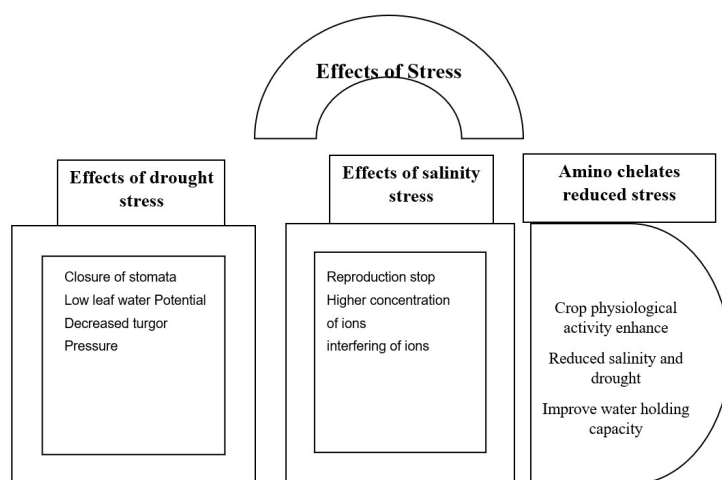 Effects of Stress
Effects of drought
stress
Closure of stomata
Low leaf water Potential
Decreased turgor
Pressure
Effects of salinity
stress
Reproduction stop
Higher concentration
of ions
interfering of ions
Amino chelates
reduced stress
Crop physiological
activity enhance
Reduced salinity and
drought
Improve water holding
capacity